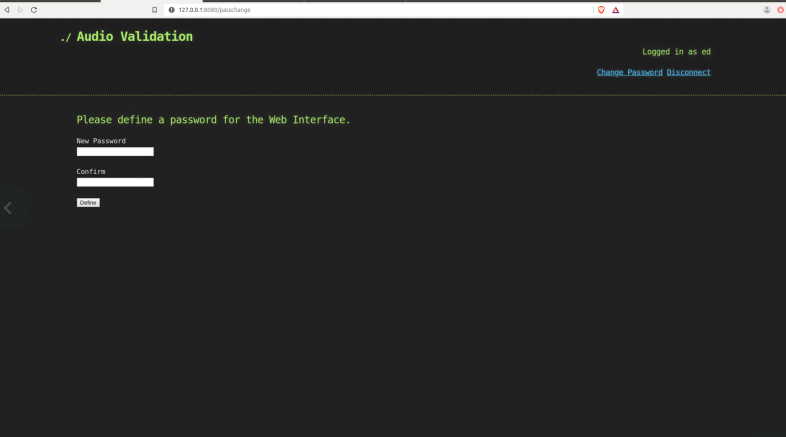 127.0.0.1:8080/passchange
./ Audio Validation
Logged in as ed
Change Password Disconnect
Please define a password for the Web Interface.
New Password
Confirm
Define